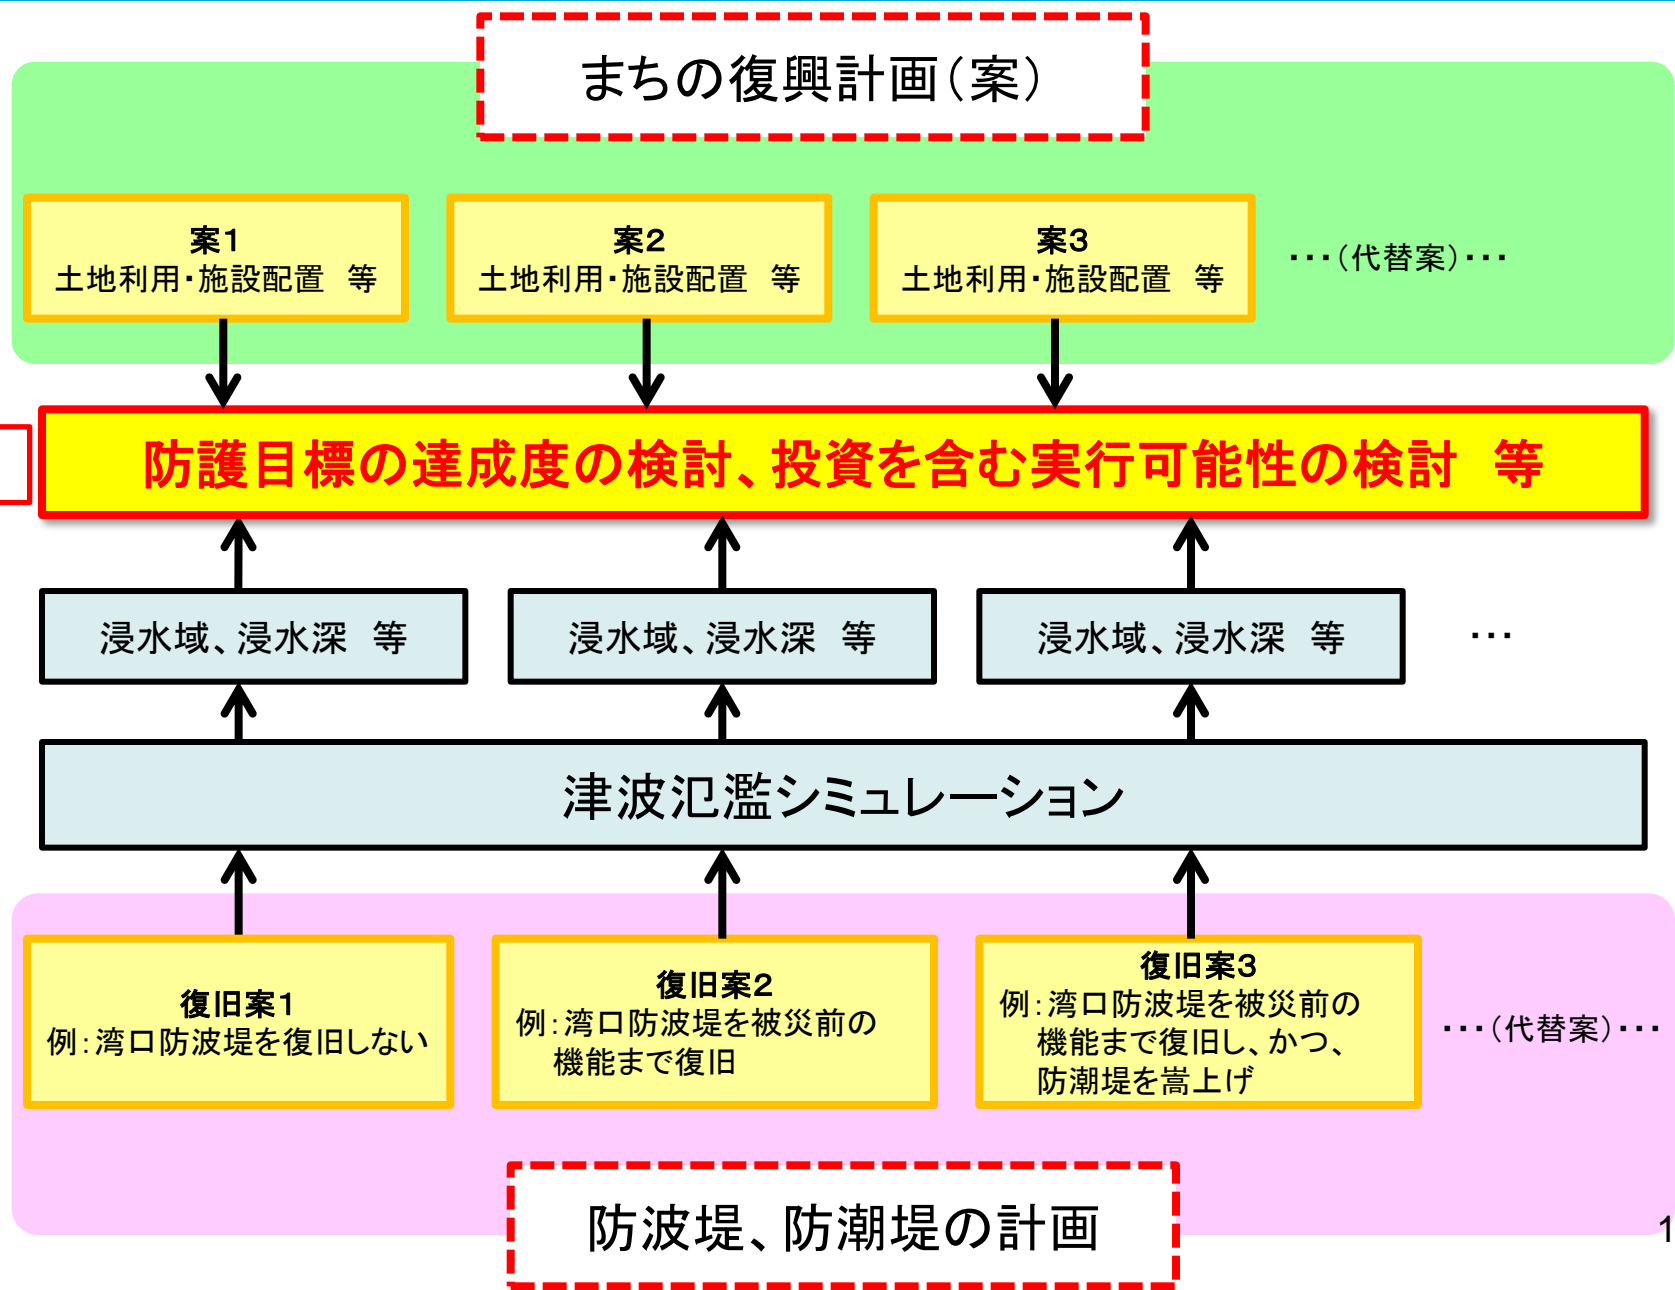 まちの復興計画（案）
案１
土地利用・施設配置　等
案２
土地利用・施設配置　等
案３
土地利用・施設配置　等
・・・（代替案）・・・
防護目標の達成度の検討、投資を含む実行可能性の検討　等
浸水域、浸水深　等
浸水域、浸水深　等
浸水域、浸水深　等
・・・
津波氾濫シミュレーション
復旧案１
例：湾口防波堤を復旧しない
復旧案２
例：湾口防波堤を被災前の
機能まで復旧
復旧案３
例：湾口防波堤を被災前の
機能まで復旧し、かつ、
防潮堤を嵩上げ
・・・（代替案）・・・
防波堤、防潮堤の計画
1